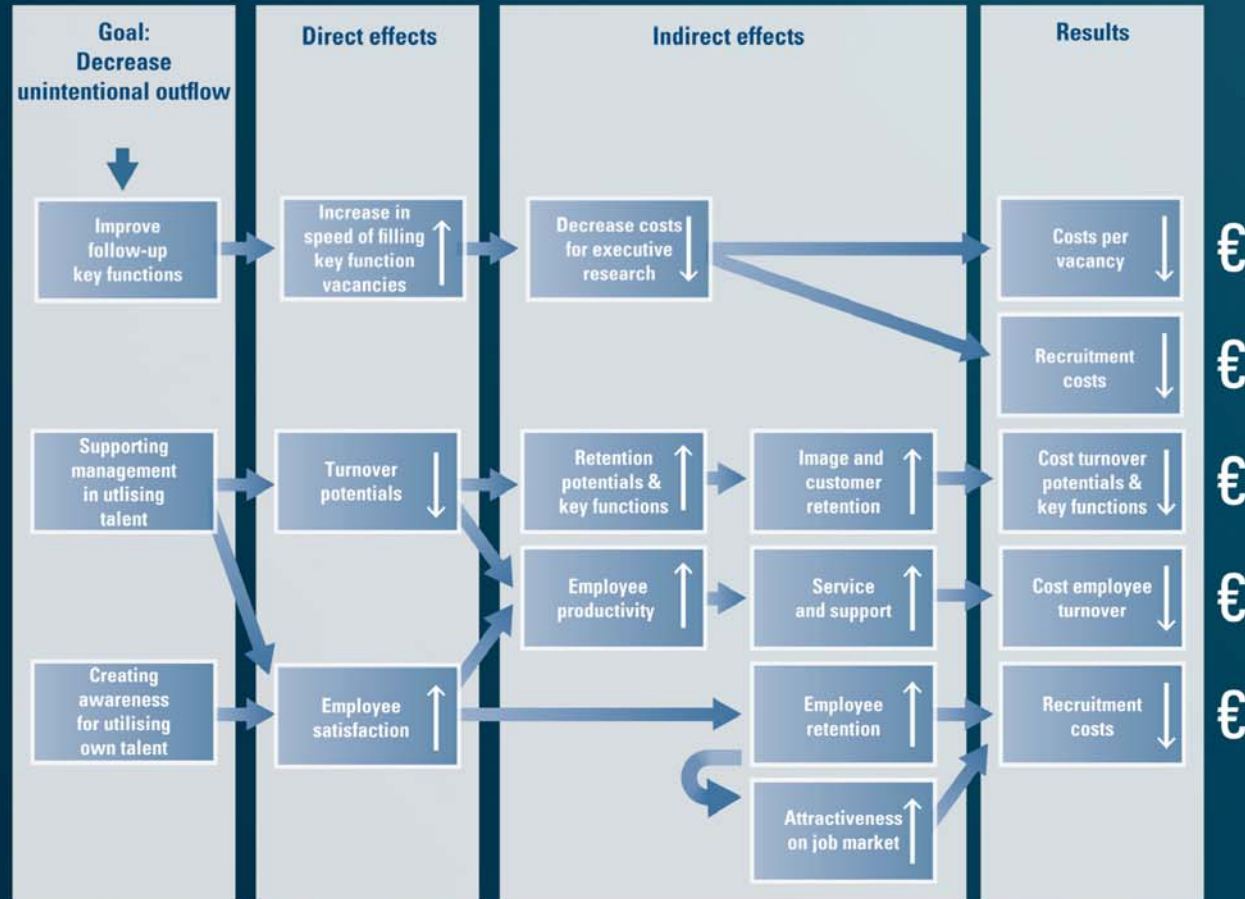 Goal:
Decrease
unintentional outflow
Direct effects
Indirect effects
Results
Improve
follow-up
key functions
Increase in
speed of filling
key function
vacancies
Decrease costs
for executive
research
Costs per
vacancy
€
Recruitment
costs
€
Supporting
management
in utlising
talent
Turnover
potentials
Retention
potentials &
key functions
Image and
customer
retention
Cost turnover
potentials &
key functions
€
Employee
productivity
Service
and support
Cost employee
turnover
€
Creating
awareness
for utilising
own talent
Employee
satisfaction
Employee
retention
Recruitment
costs
€
Attractiveness
on job market